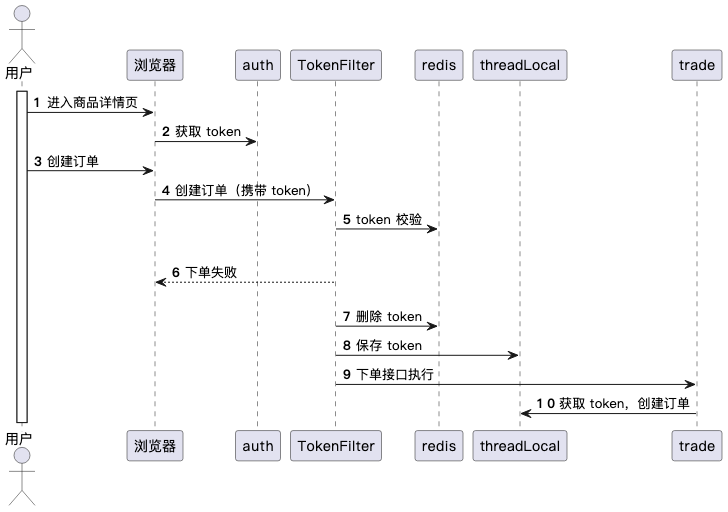 用户
浏览器
auth
TokenFilter
redis
threadLocal
trade
1 进入商品详情页
2 获取 token
3 创建订单
4 创建订单（携带 token）
5 token 校验
6 下单失败
7 删除 token
8 保存 token
9 下单接口执行
10 获取 token，创建订单
用户
浏览器
auth
TokenFilter
redis
threadLocal
trade